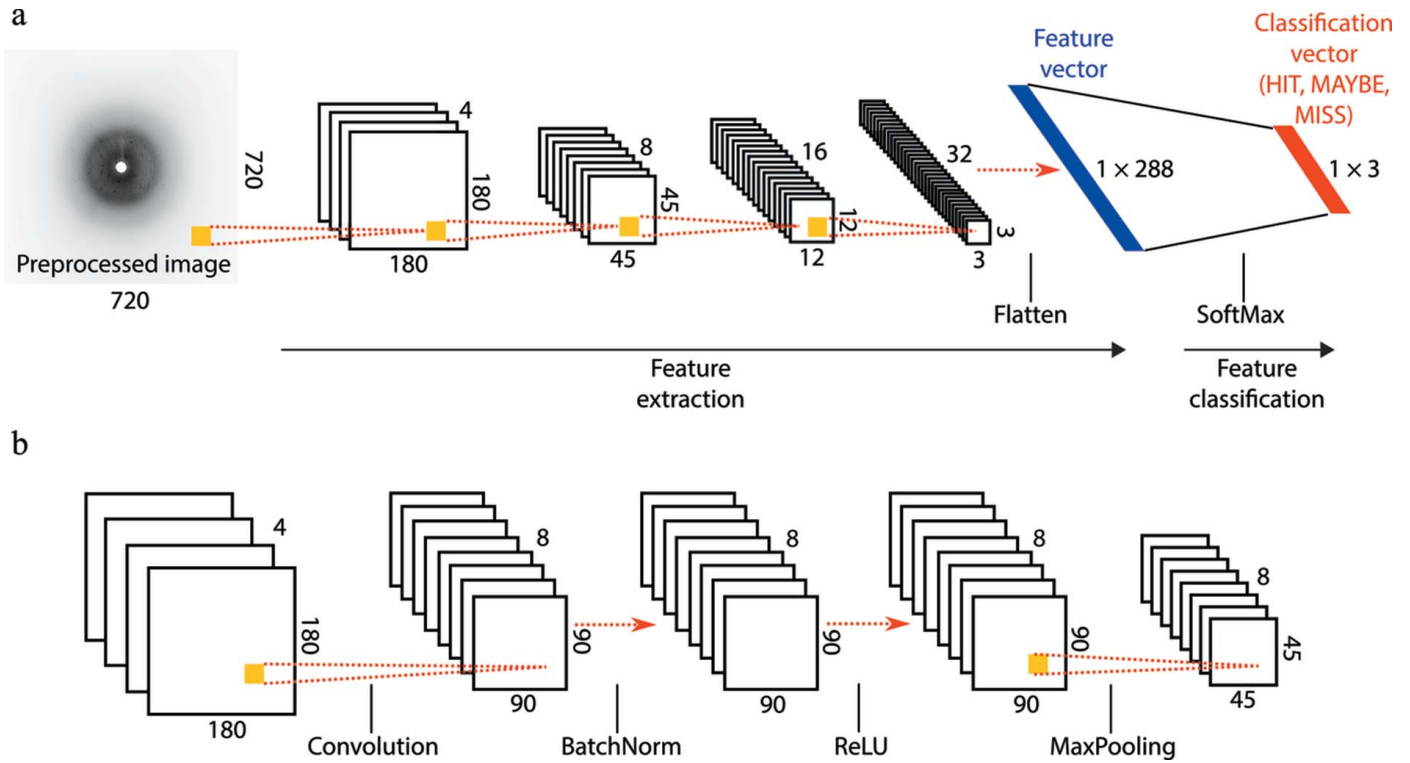 a
Feature
vector
Classification
vector
(HIT, MAYBE,
MISS)
4
8
16
32
720
180
45
12
3
1 × 288
1 × 3
Preprocessed image
720
180
45
12
3
Flatten
SoftMax
Feature
extraction
Feature
classification
b
4
8
8
8
8
180
90
90
90
45
180
90
90
90
45
Convolution
BatchNorm
ReLU
MaxPooling